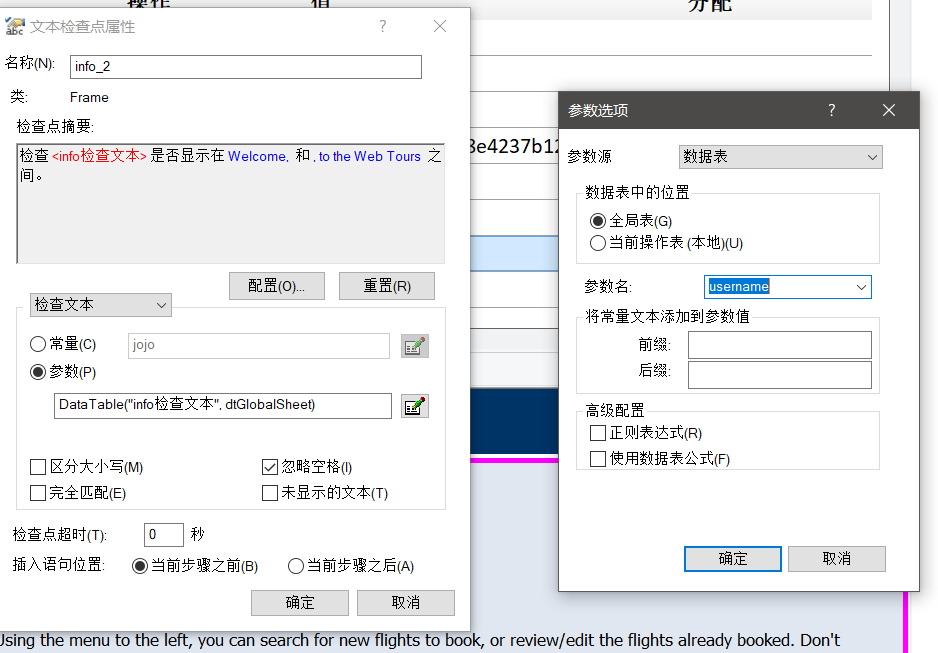 操作 值 分配
文本检查点属性 ?
名称(N): info_2
类: Frame
检查点摘要:
检查 <info检查文本> 是否显示在 Welcome, 和 , to the Web Tours 之
间。
配置(O)... 重置(R)
检查文本
常量(C) jojo
参数(P)
DataTable("info检查文本", dtGlobalSheet)
区分大小写(M) 忽略空格(I)
完全匹配(E) 未显示的文本(T)
检查点超时(T): 0 秒
插入语句位置: 当前步骤之前(B) 当前步骤之后(A)
确定 取消
8e4237b12
参数选项 ?
参数源 数据表
数据表中的位置
全局表(G)
当前操作表 (本地)(U)
参数名: username
将常量文本添加到参数值
前缀:
后缀:
高级配置
正则表达式(R)
使用数据表公式(F)
确定 取消
Using the menu to the left, you can search for new flights to book, or review/edit the flights already booked. Don't